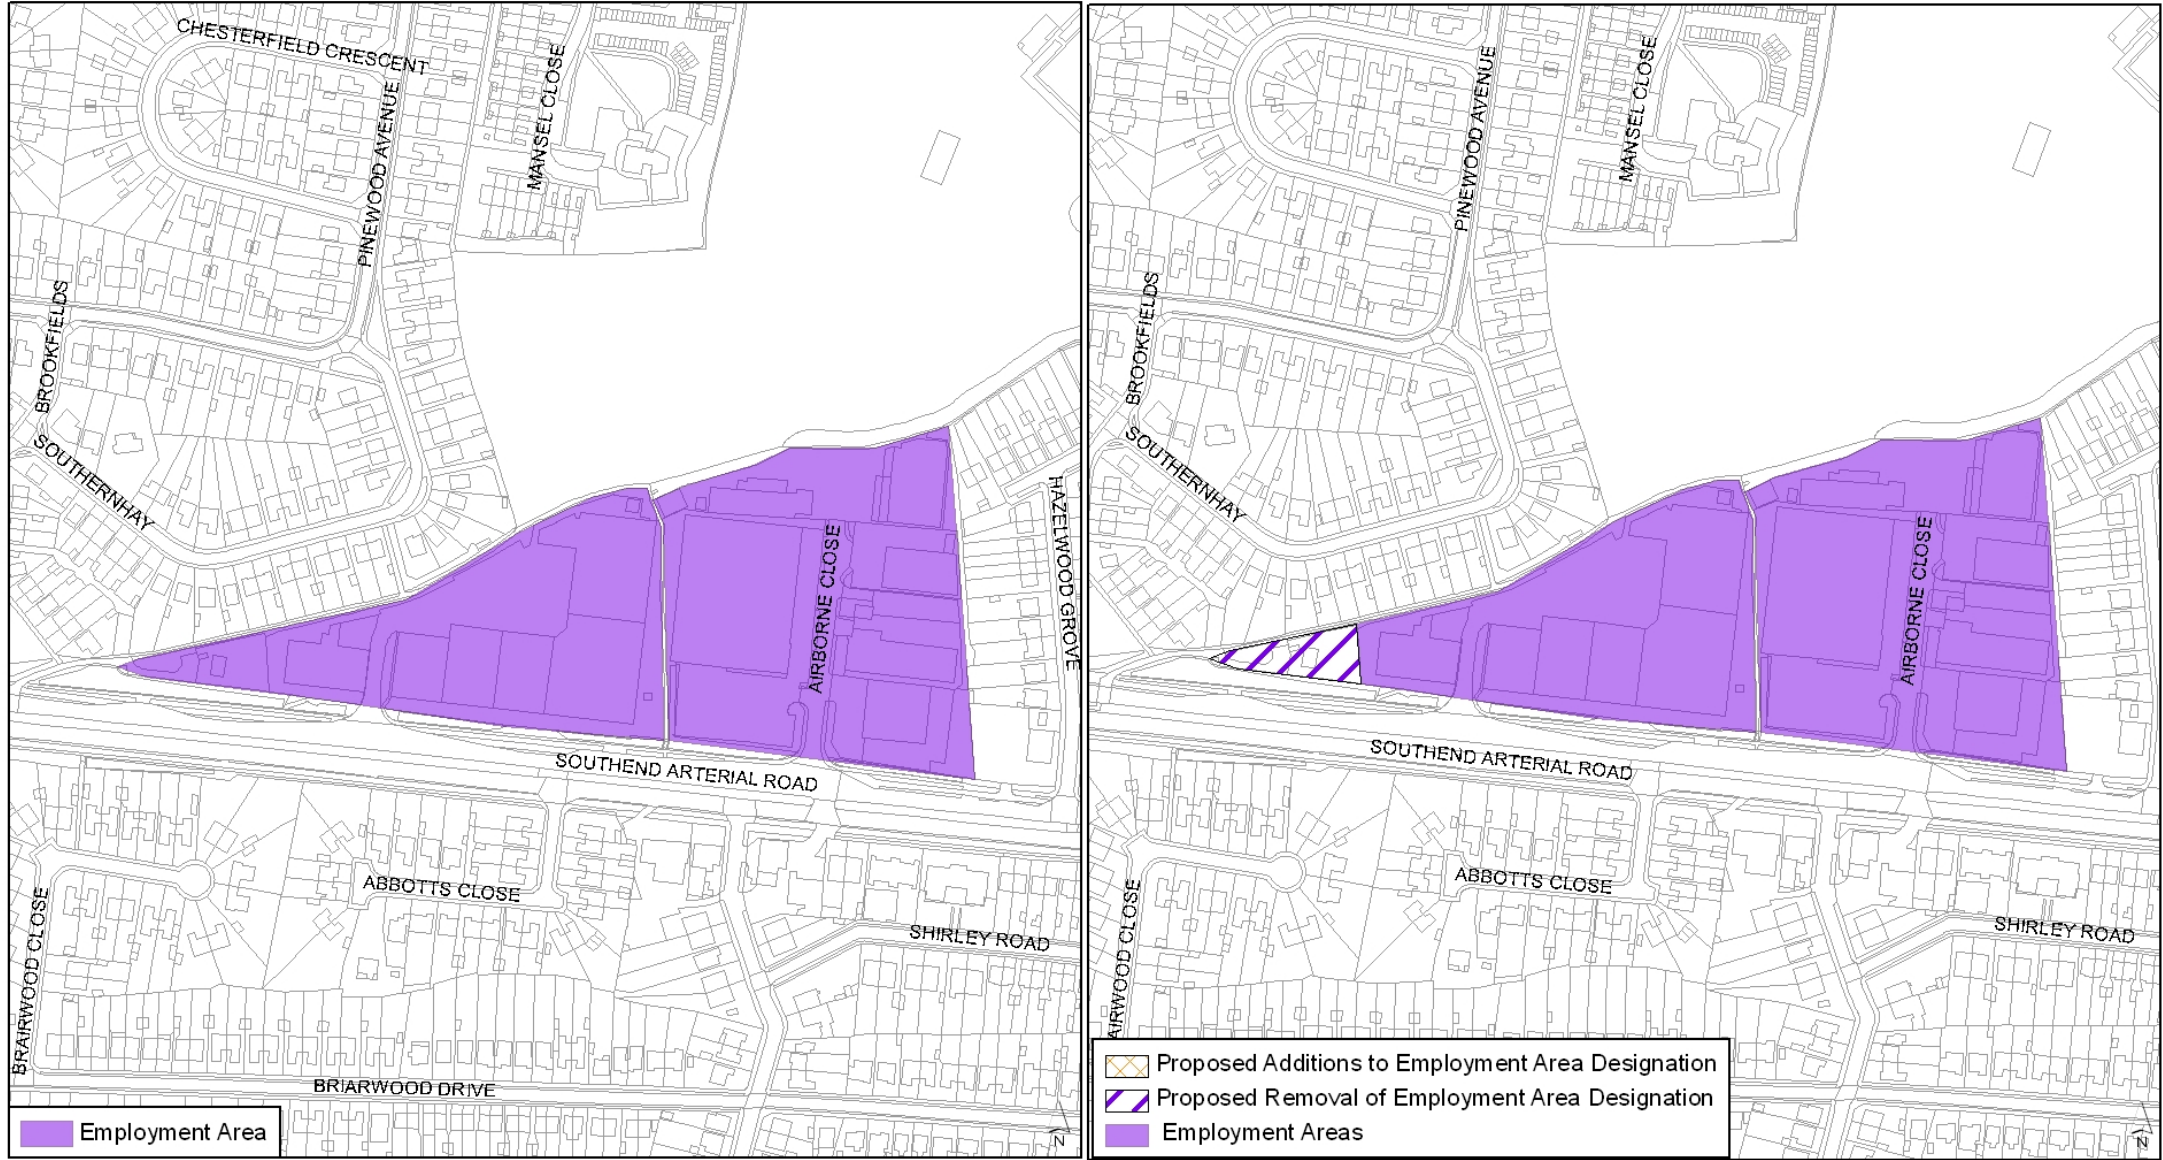 CHESTERFIELD CRESCENT
PINEWOOD AVENUE
MANSEL CLOSE
BROOKFIELDS
SOUTHERNHAY
HAZELWOOD GROVE
AIRBORNE CLOSE
SOUTHEND ARTERIAL ROAD
ABBOTTS CLOSE
SHIRLEY ROAD
BRAIRWOOD CLOSE
BRIARWOOD DRIVE
Employment Area
N
PINEWOOD AVENUE
MANSEL CLOSE
BROOKFIELDS
SOUTHERNHAY
AIRBORNE CLOSE
SOUTHEND ARTERIAL ROAD
ABBOTTS CLOSE
SHIRLEY ROAD
AIRWOOD CLOSE
Proposed Additions to Employment Area Designation
Proposed Removal of Employment Area Designation
Employment Areas
N